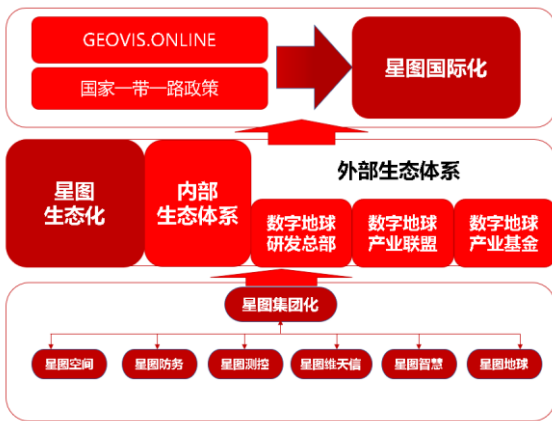 GEOVIS.ONLINE
国家一带一路政策
星图国际化
星图
生态化
内部
生态体系
外部生态体系
数字地球
研发总部
数字地球
产业联盟
数字地球
产业基金
星图集团化
星图空间
星图防务
星图测控
星图维天信
星图智慧
星图地球